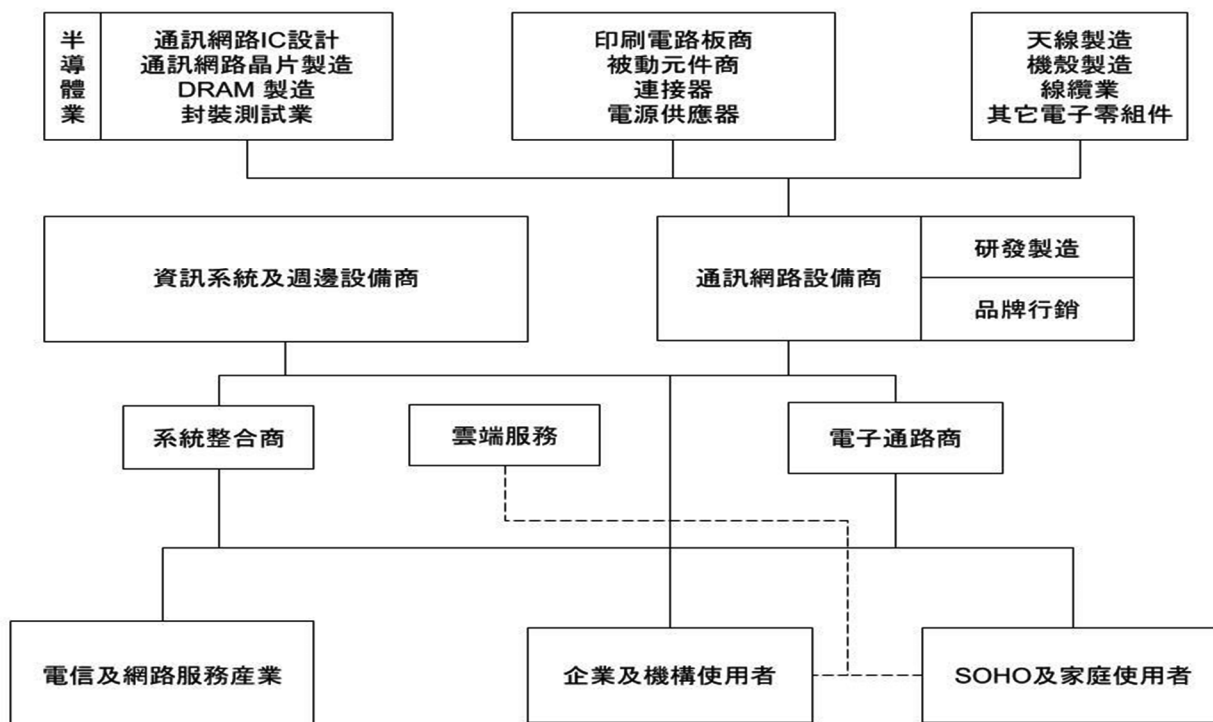 半導體業
通訊網路IC設計
通訊網路晶片製造
DRAM 製造
封裝測試業
印刷電路板商
被動元件商
連接器
電源供應器
天線製造
機殼製造
線纜業
其它電子零組件
資訊系統及週邊設備商
通訊網路設備商
研發製造
品牌行銷
系統整合商
雲端服務
電子通路商
電信及網路服務產業
企業及機構使用者
SOHO及家庭使用者